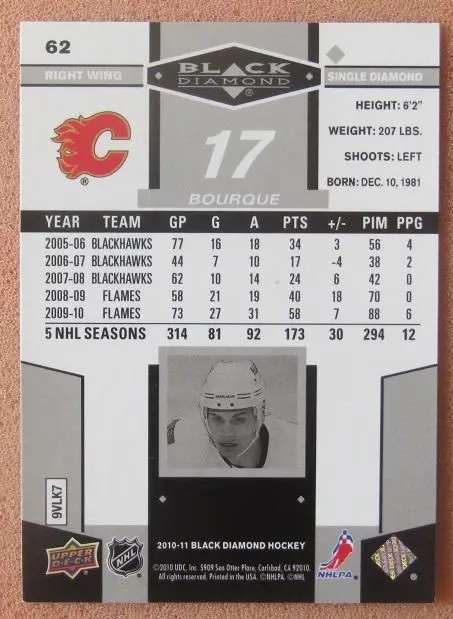 62
RIGHT WING
BLACK
DIAMOND
®
SINGLE DIAMOND
HEIGHT: 6'2"
WEIGHT: 207 LBS.
SHOOTS: LEFT
BORN: DEC. 10, 1981
C
®
17
BOURQUE
YEAR TEAM GP G A PTS +/- PIM PPG
2005-06 BLACKHAWKS 77 16 18 34 3 56 4
2006-07 BLACKHAWKS 44 7 10 17 -4 38 2
2007-08 BLACKHAWKS 62 10 14 24 6 42 0
2008-09 FLAMES 58 21 19 40 18 70 0
2009-10 FLAMES 73 27 31 58 7 88 6
5 NHL SEASONS 314 81 92 173 30 294 12
9VLK7
UPPER
DECK
NHL
2010-11 BLACK DIAMOND HOCKEY
©2010 UDC, Inc. 5909 Sea Otter Place, Carlsbad, CA 92010.
All rights reserved. Printed in the USA. ©NHLPA. ©NHL
NHLPA
®